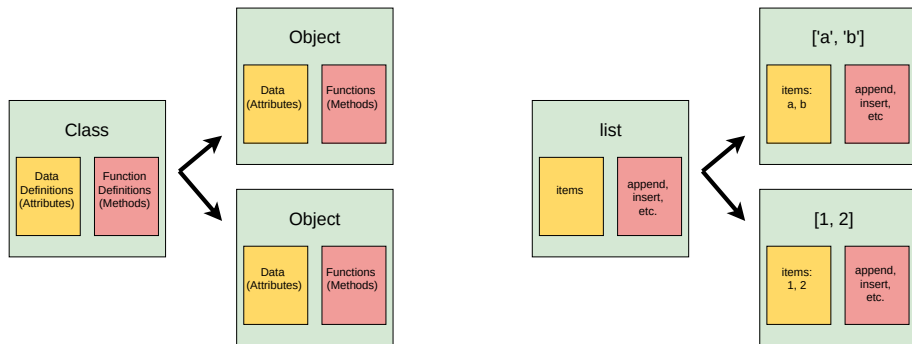 Class
Data
Definitions
(Attributes)
Function
Definitions
(Methods)
Object
Data
(Attributes)
Functions
(Methods)
Object
Data
(Attributes)
Functions
(Methods)
list
items
append,
insert,
etc.
['a', 'b']
items:
a, b
append,
insert,
etc
[1, 2]
items:
1, 2
append,
insert,
etc.